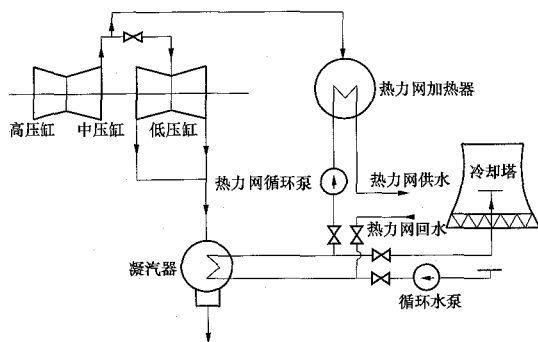 热力网加热器
高压缸
中压缸
低压缸
热力网循环泵
热力网供水
冷却塔
热力网回水
凝汽器
循环水泵